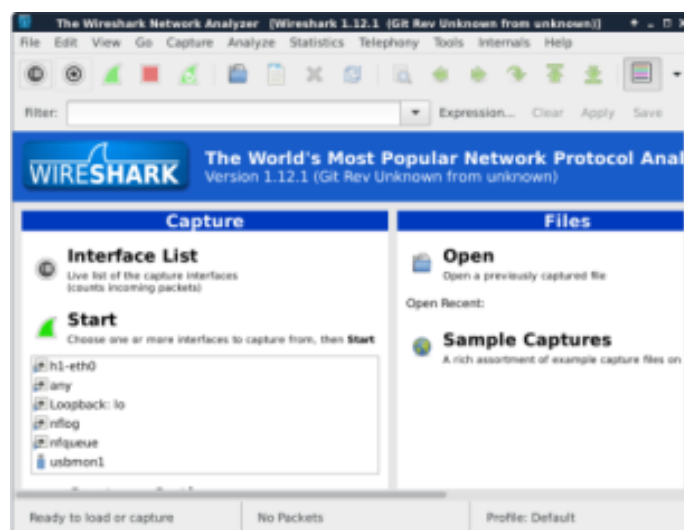 The Wireshark Network Analyzer [Wireshark 1.12.1 (Git Rev Unknown from unknown)]
File Edit View Go Capture Analyze Statistics Telephony Tools Internals Help
Filter: Expression... Clear Apply Save
WIRESHARK
The World's Most Popular Network Protocol Anal
Version 1.12.1 (Git Rev Unknown from unknown)
Capture
Interface List
Live list of the capture interfaces
(counts incoming packets)
Start
Choose one or more interfaces to capture from, then Start
h1-eth0
any
Loopback: lo
nflog
nfqueue
usbmon1
Files
Open
Open a previously captured file
Open Recent:
Sample Captures
A rich assortment of example capture files on
Ready to load or capture No Packets Profile: Default